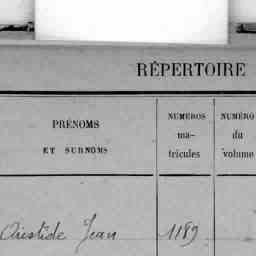 RÉPERTOIRE
PRÉNOMS
ET SURNOMS
NUMÉROS
ma-
tricules
NUMÉRO
du
volume
Aristide Jean
1189